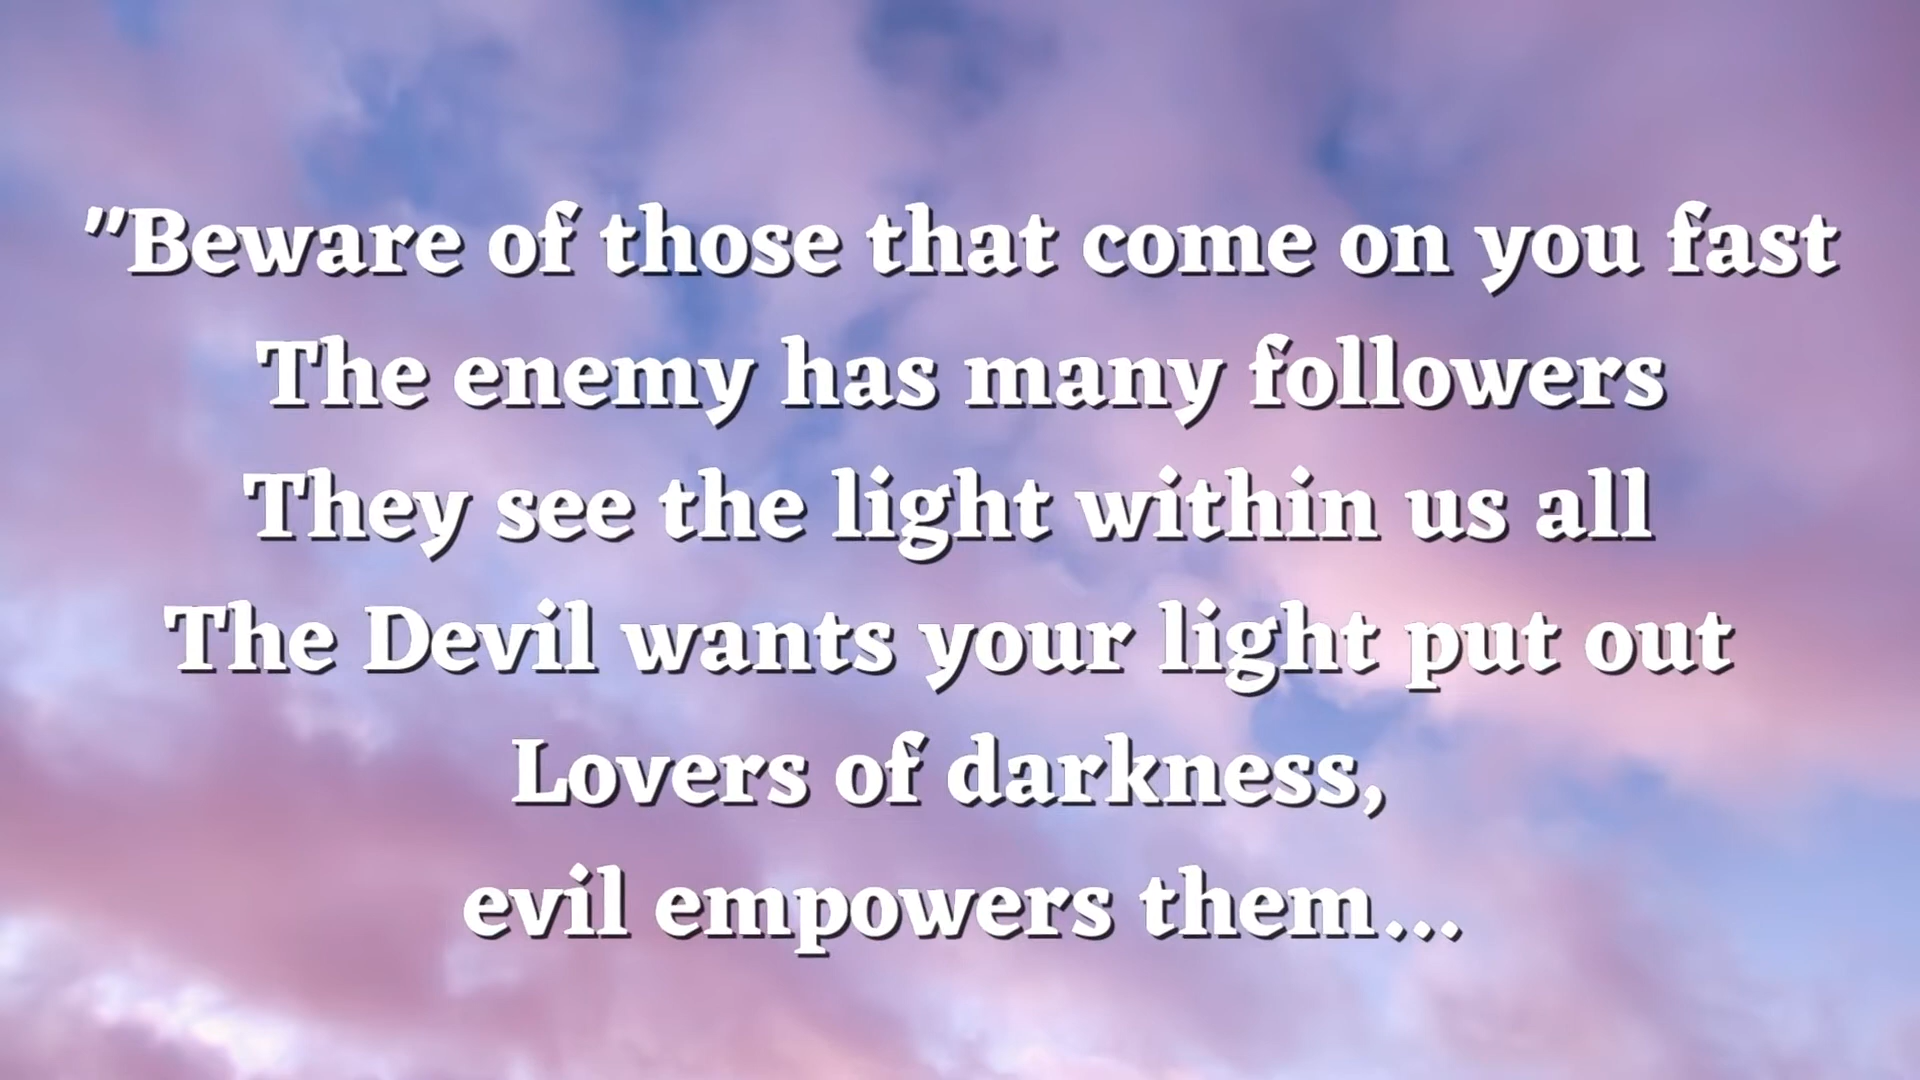 "Beware of those that come on you fast
The enemy has many followers
They see the light within us all
The Devil wants your light put out
Lovers of darkness,
evil empowers them...